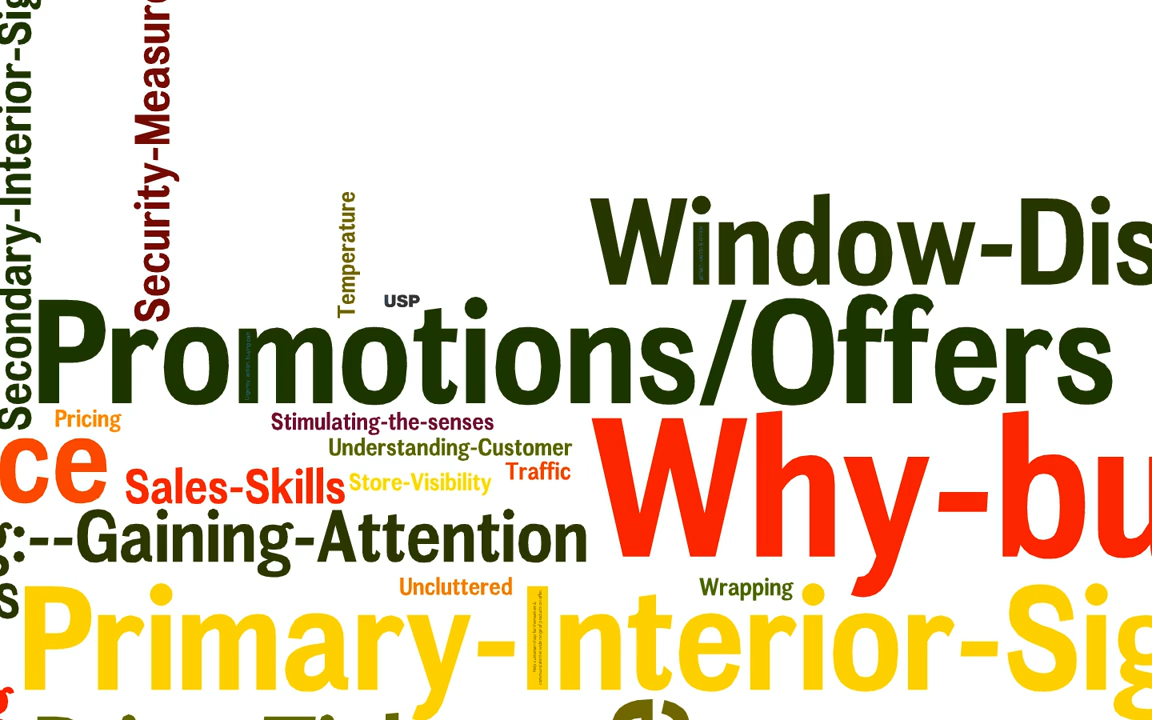 Secondary-Interior-Sig
Security-Measure
Temperature
USP
Window-Dis
Promotions/Offers
Pricing
Stimulating-the-senses
Understanding-Customer
Why-bu
ce
Sales-Skills
Store-Visibility
Traffic
g:--Gaining-Attention
Uncluttered
Wrapping
s
Primary-Interior-Sig
g